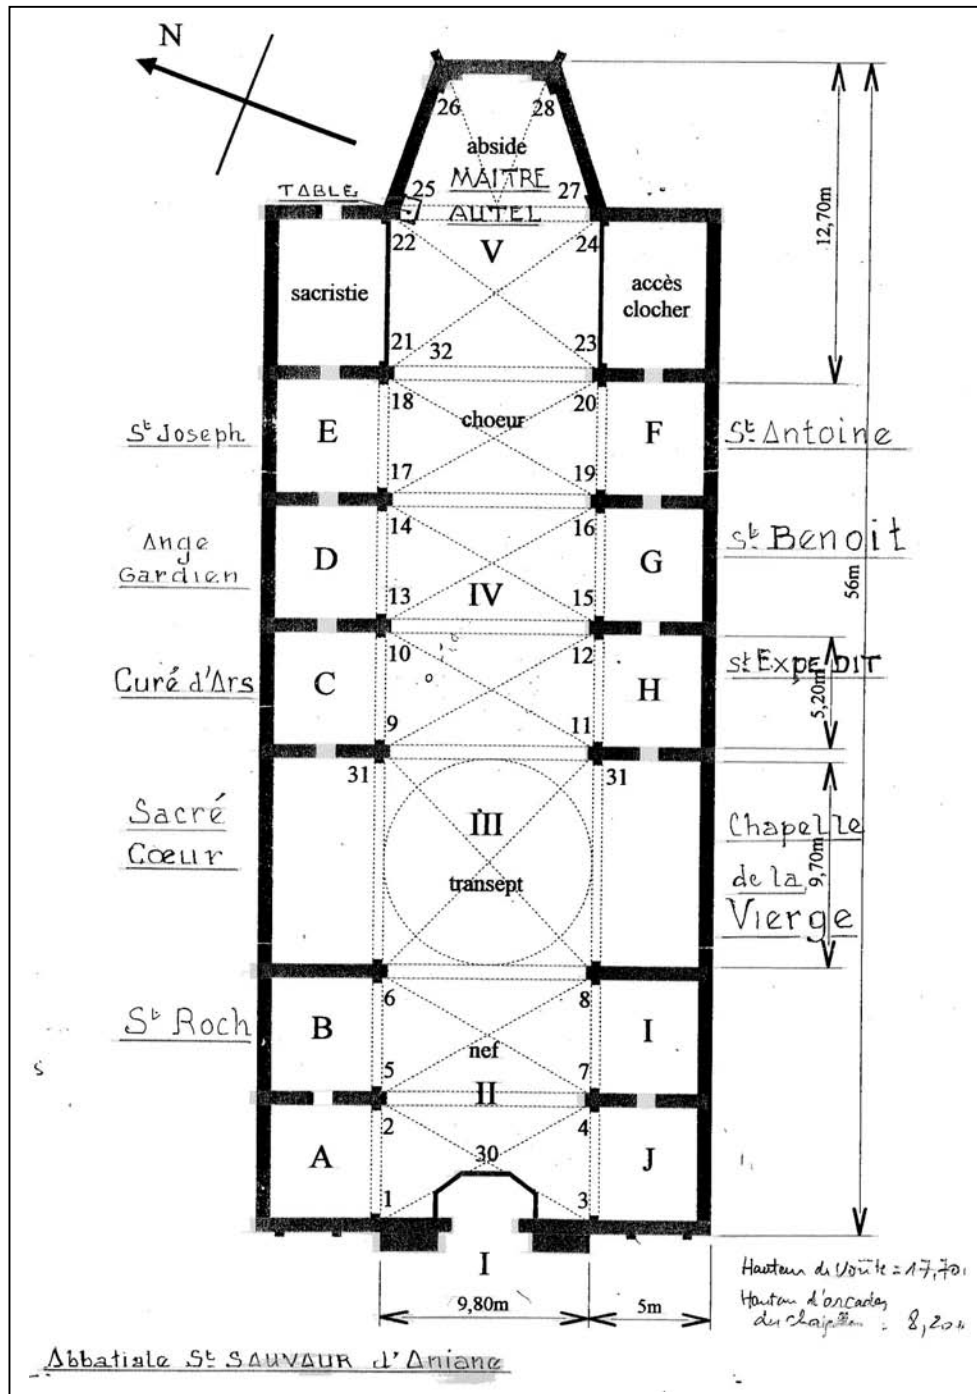 N
26 28
abside
TABLE 25 MAITRE 27
AUTEL
22 V 24
12,70m
sacristie
accès
clocher
21 32 23
18 choeur 20
St Joseph E F St Antoine
17 19
14 16
Ange
Gardien
D G St Benoit
56m
13 IV 15
10 12
Curé d'Ars C H St EXPEDIT
5,20m
9 11
31 31
Sacré
Cœur
III
transept
Chapelle
de la
Vierge
9,70m
6 8
St Roch B I
nef
5 7
II
2 4
A 30 J
1 3
I
9,80m 5m
Hauteur de voûte = 17,70
Hauteur d'arcades
des : 8,20
Abbatiale St SAUVAUR d'Aniane